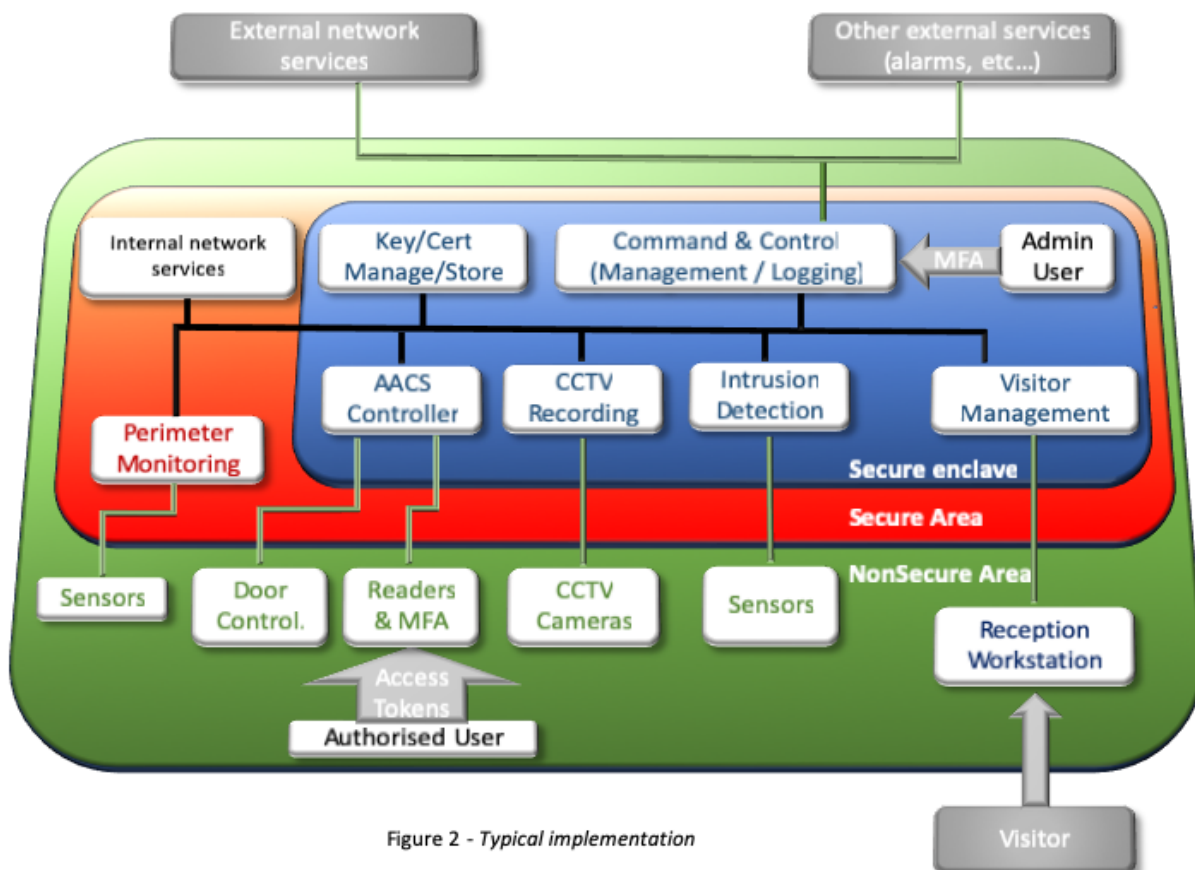 External network
services
Other external services
(alarms, etc...)
Internal network
services
Key/Cert
Manage/Store
Command & Control
(Management / Logging)
MFA
Admin
User
AACS
Controller
CCTV
Recording
Intrusion
Detection
Visitor
Management
Perimeter
Monitoring
Secure enclave
Secure Area
NonSecure Area
Sensors
Door
Control.
Readers
& MFA
CCTV
Cameras
Sensors
Reception
Workstation
Access
Tokens
Authorised User
Visitor
Figure 2 - Typical implementation